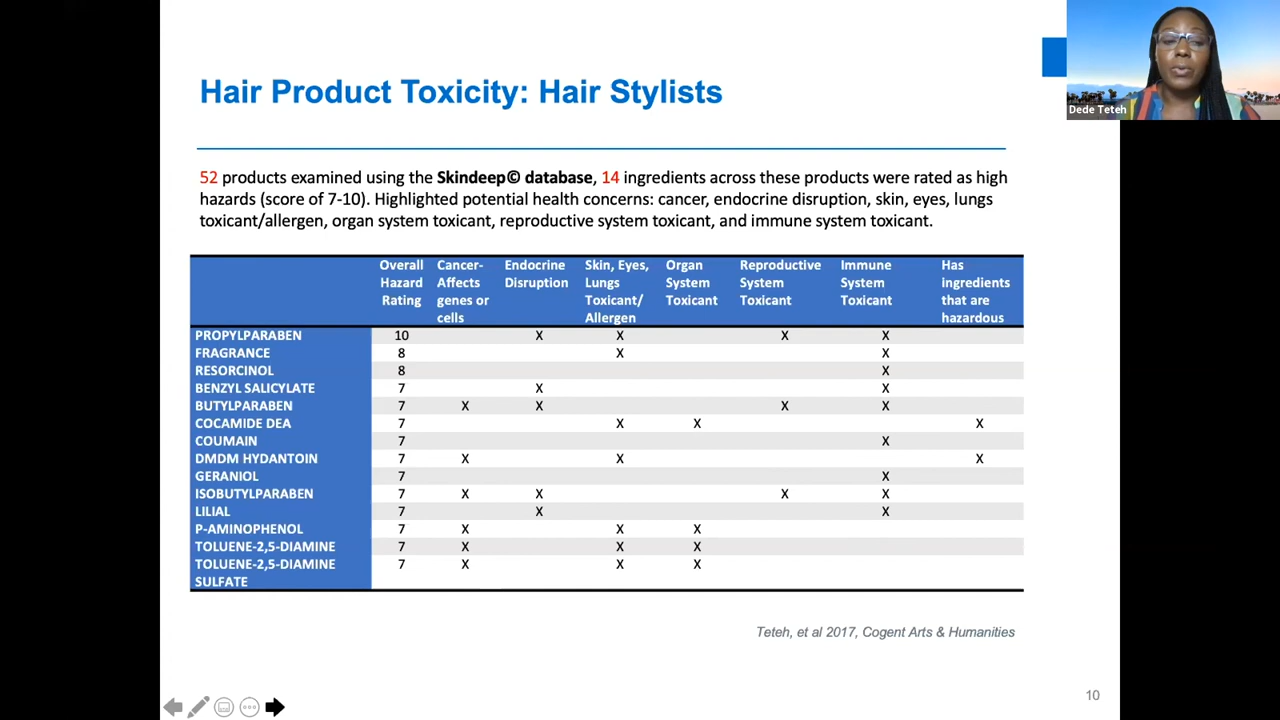 Hair Product Toxicity: Hair Stylists
Dede Teteh
52 products examined using the Skindeep© database, 14 ingredients across these products were rated as high
hazards (score of 7-10). Highlighted potential health concerns: cancer, endocrine disruption, skin, eyes, lungs
toxicant/allergen, organ system toxicant, reproductive system toxicant, and immune system toxicant.
Overall Hazard Rating Cancer- Affects genes or cells Endocrine Disruption Skin, Eyes, Lungs Toxicant/ Allergen Organ System Toxicant Reproductive System Toxicant Immune System Toxicant Has ingredients that are hazardous
PROPYLPARABEN 10 X X X X
FRAGRANCE 8 X X
RESORCINOL 8 X
BENZYL SALICYLATE 7 X X
BUTYLPARABEN 7 X X X X
COCAMIDE DEA 7 X X X
COUMAIN 7 X
DMDM HYDANTOIN 7 X X X
GERANIOL 7 X
ISOBUTYLPARABEN 7 X X X X
LILIAL 7 X X
P-AMINOPHENOL 7 X X X
TOLUENE-2,5-DIAMINE 7 X X X
TOLUENE-2,5-DIAMINE 7 X X X
SULFATE
Teteh, et al 2017, Cogent Arts & Humanities
10